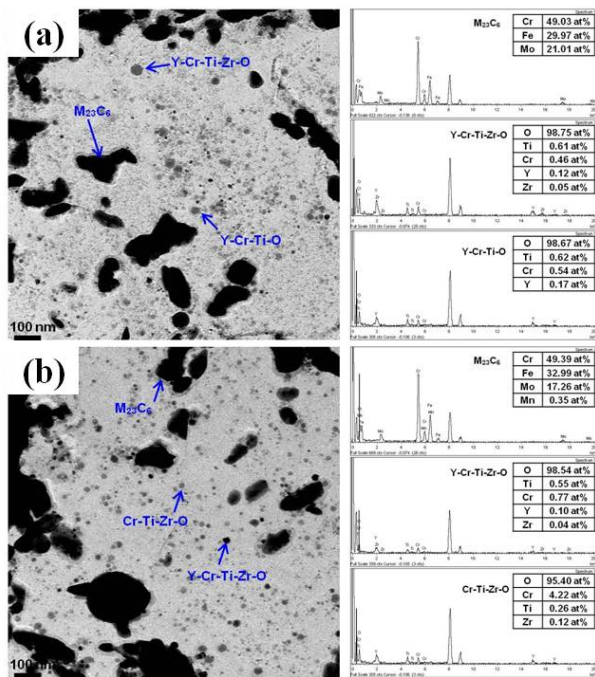 (a)
Y-Cr-Ti-Zr-O
M23C6
Y-Cr-Ti-O
100 nm
M23C6
Spectrum
Cr 49.03 at%
Fe 29.97 at%
Mo 21.01 at%
Y-Cr-Ti-Zr-O
Spectrum
O 98.75 at%
Ti 0.61 at%
Cr 0.46 at%
Y 0.12 at%
Zr 0.05 at%
Y-Cr-Ti-O
Spectrum
O 98.67 at%
Ti 0.62 at%
Cr 0.54 at%
Y 0.17 at%
(b)
M23C6
Cr-Ti-Zr-O
Y-Cr-Ti-Zr-O
100 nm
M23C6
Spectrum
Cr 49.39 at%
Fe 32.99 at%
Mo 17.26 at%
Mn 0.35 at%
Y-Cr-Ti-Zr-O
Spectrum
O 98.54 at%
Ti 0.55 at%
Cr 0.77 at%
Y 0.10 at%
Zr 0.04 at%
Cr-Ti-Zr-O
Spectrum
O 95.40 at%
Cr 4.22 at%
Ti 0.26 at%
Zr 0.12 at%